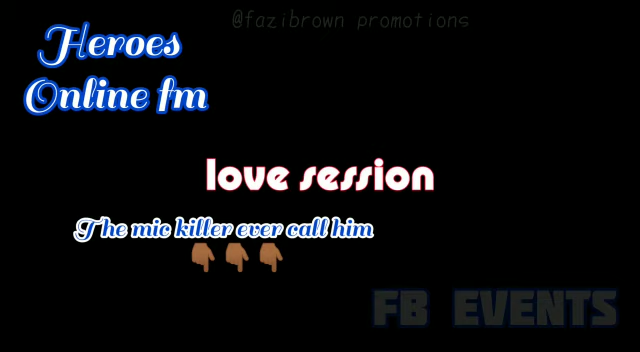 @fazibrown promotions
Heroes
Online fm
love session
The mic killer ever call him
👇🏾👇🏾👇🏾
FB EVENTS